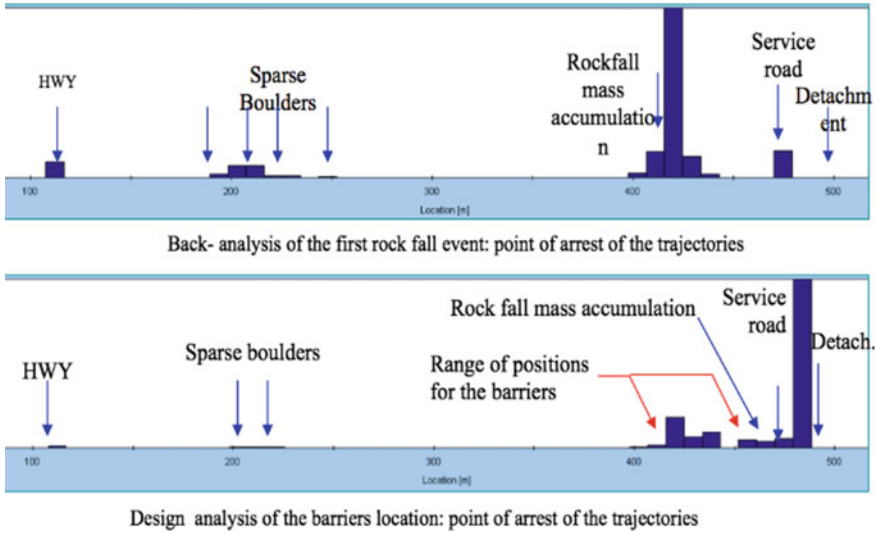 HWY
Sparse
Boulders
Rockfall
mass
accumulatio
n
Service
road
Detachm
ent
100
200
300
400
500
Location [m]
Back- analysis of the first rock fall event: point of arrest of the trajectories
HWY
Sparse boulders
Rock fall mass accumulation
Range of positions
for the barriers
Service
road
Detach.
100
200
300
400
500
Location [m]
Design analysis of the barriers location: point of arrest of the trajectories